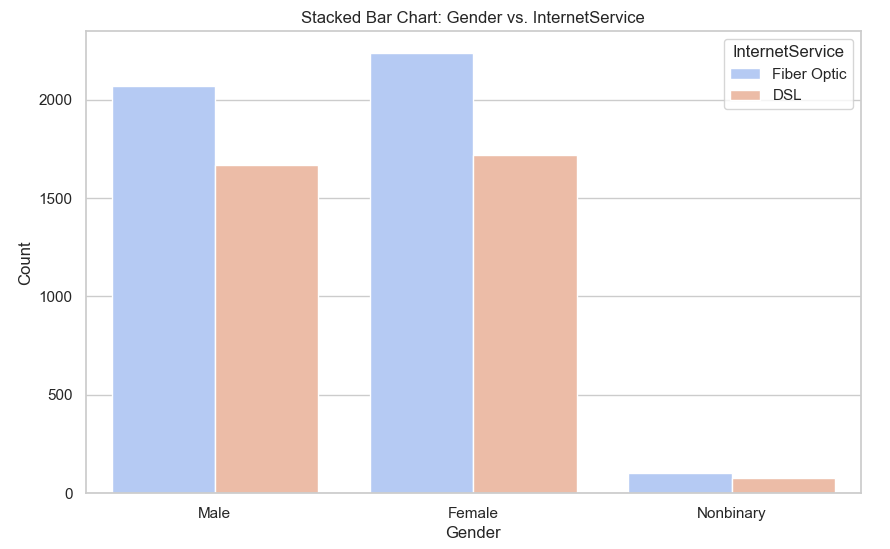 Stacked Bar Chart: Gender vs. InternetService
InternetService
Fiber Optic
DSL
2000
1500
1000
500
0
Count
Male Female Nonbinary
Gender